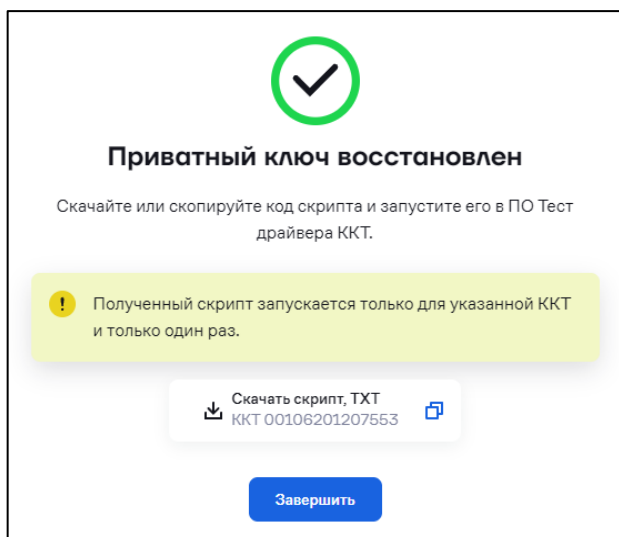 Приватный ключ восстановлен
Скачайте или скопируйте код скрипта и запустите его в ПО Тест
драйвера ККТ.
! Полученный скрипт запускается только для указанной ККТ
и только один раз.
Скачать скрипт, TXT
ККТ 00106201207553
Завершить